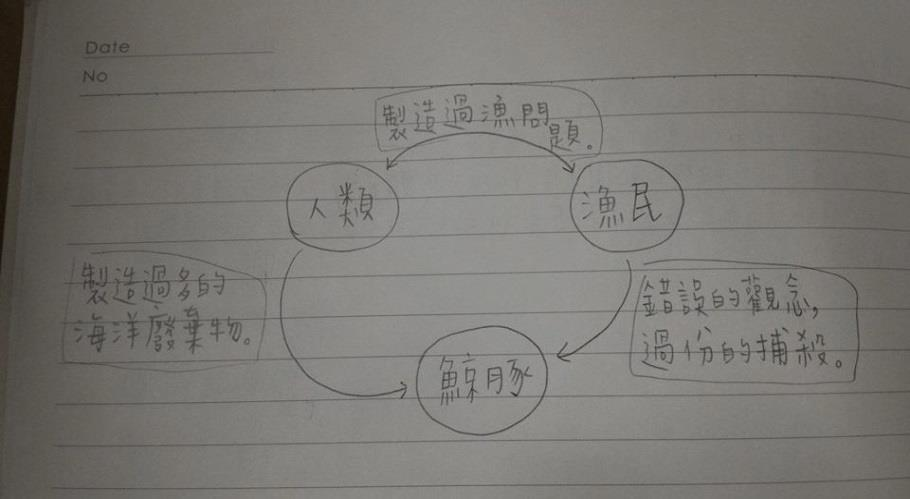 Date
No
製造過漁問
題。
人類
漁民
製造過多的
海洋廢棄物。
錯誤的觀念,
過份的捕殺。
鯨豚